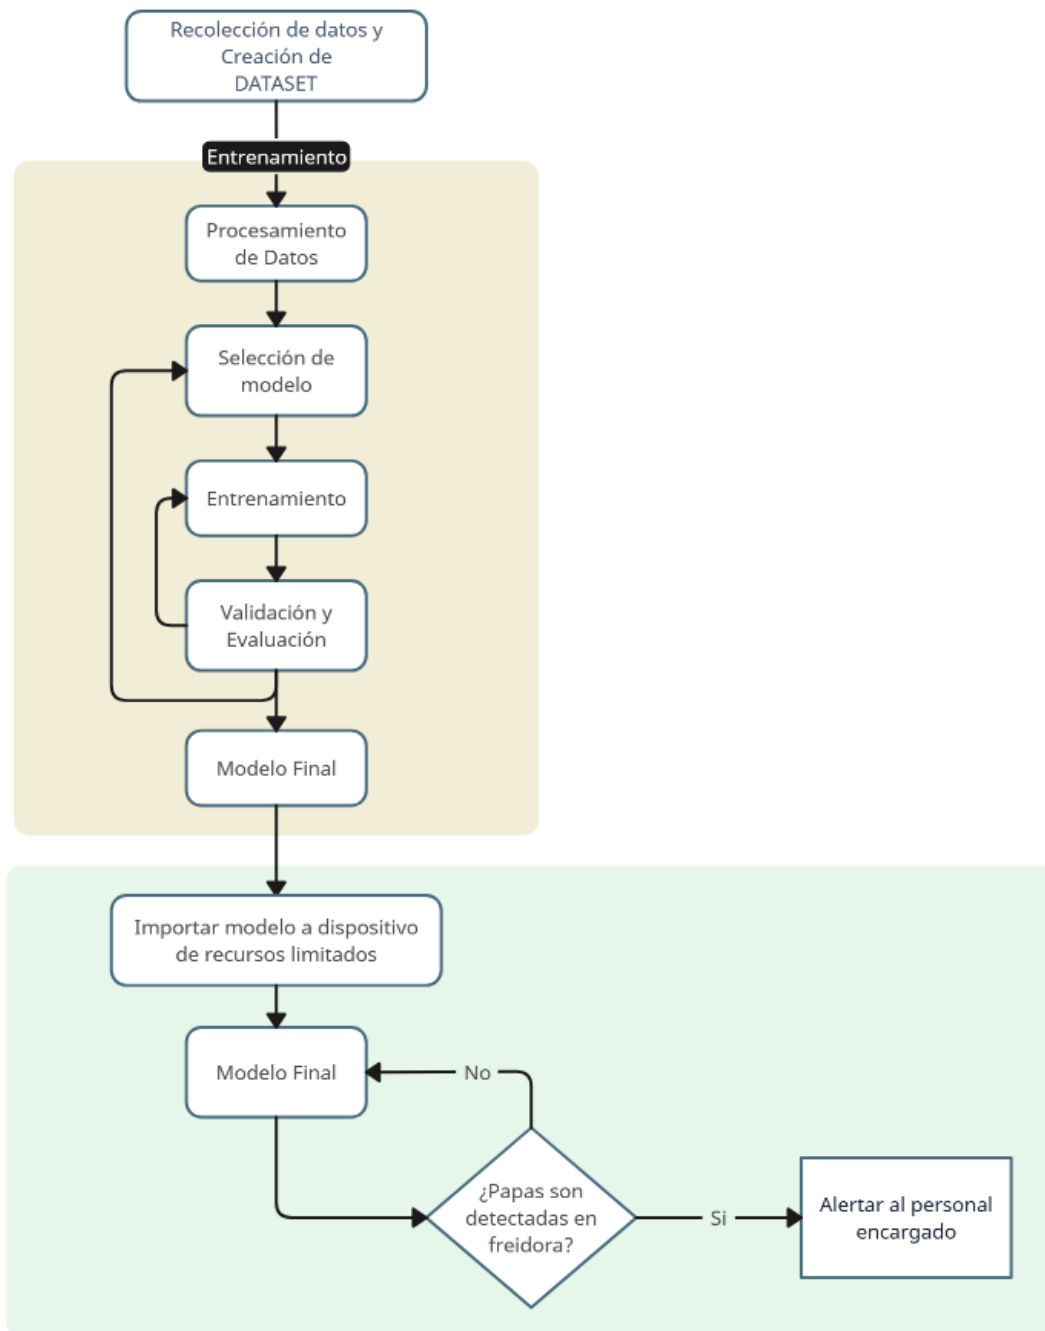 Recolección de datos y
Creación de
DATASET
Entrenamiento
Procesamiento
de Datos
Selección de
modelo
Entrenamiento
Validación y
Evaluación
Modelo Final
Importar modelo a dispositivo
de recursos limitados
Modelo Final
No
¿Papas son
detectadas en
freidora?
Si
Alertar al personal
encargado